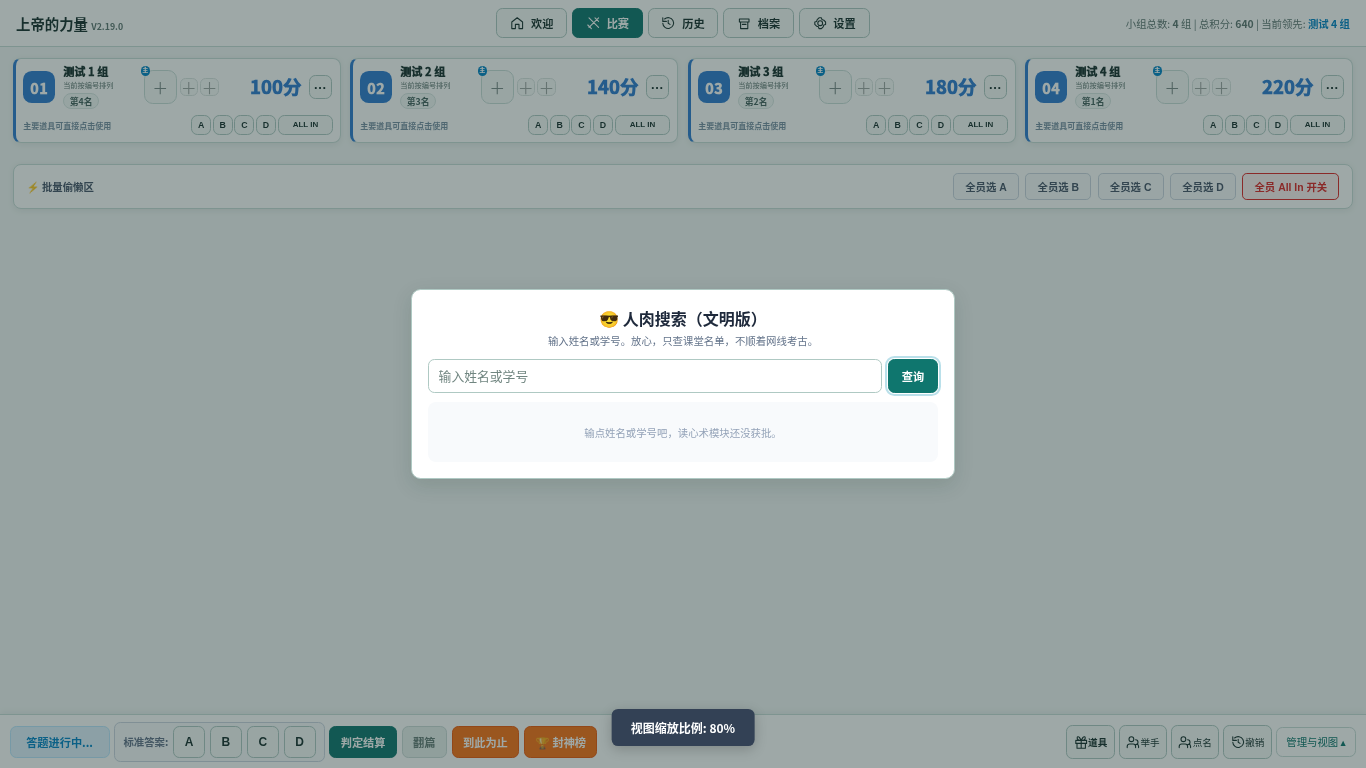 上帝的力量 V2.19.0
欢迎
比赛
历史
档案
设置
小组总数: 4 组 | 总积分: 640 | 当前领先: 测试 4 组
01
测试 1 组
当前按编号排列
第4名
主
100分
...
主要道具可直接点击使用
A B C D ALL IN
02
测试 2 组
当前按编号排列
第3名
主
140分
...
主要道具可直接点击使用
A B C D ALL IN
03
测试 3 组
当前按编号排列
第2名
主
180分
...
主要道具可直接点击使用
A B C D ALL IN
04
测试 4 组
当前按编号排列
第1名
主
220分
...
主要道具可直接点击使用
A B C D ALL IN
⚡ 批量偷懒区
全员选 A
全员选 B
全员选 C
全员选 D
全员 All In 开关
😎 人肉搜索（文明版）
输入姓名或学号。放心，只查课堂名单，不顺着网线考古。
输入姓名或学号
查询
输点姓名或学号吧，读心术模块还没获批。
视图缩放比例: 80%
答题进行中...
标准答案: A B C D
判定结算
翻篇
到此为止
🏆 封神榜
道具
举手
点名
撤销
管理与视图 ▴